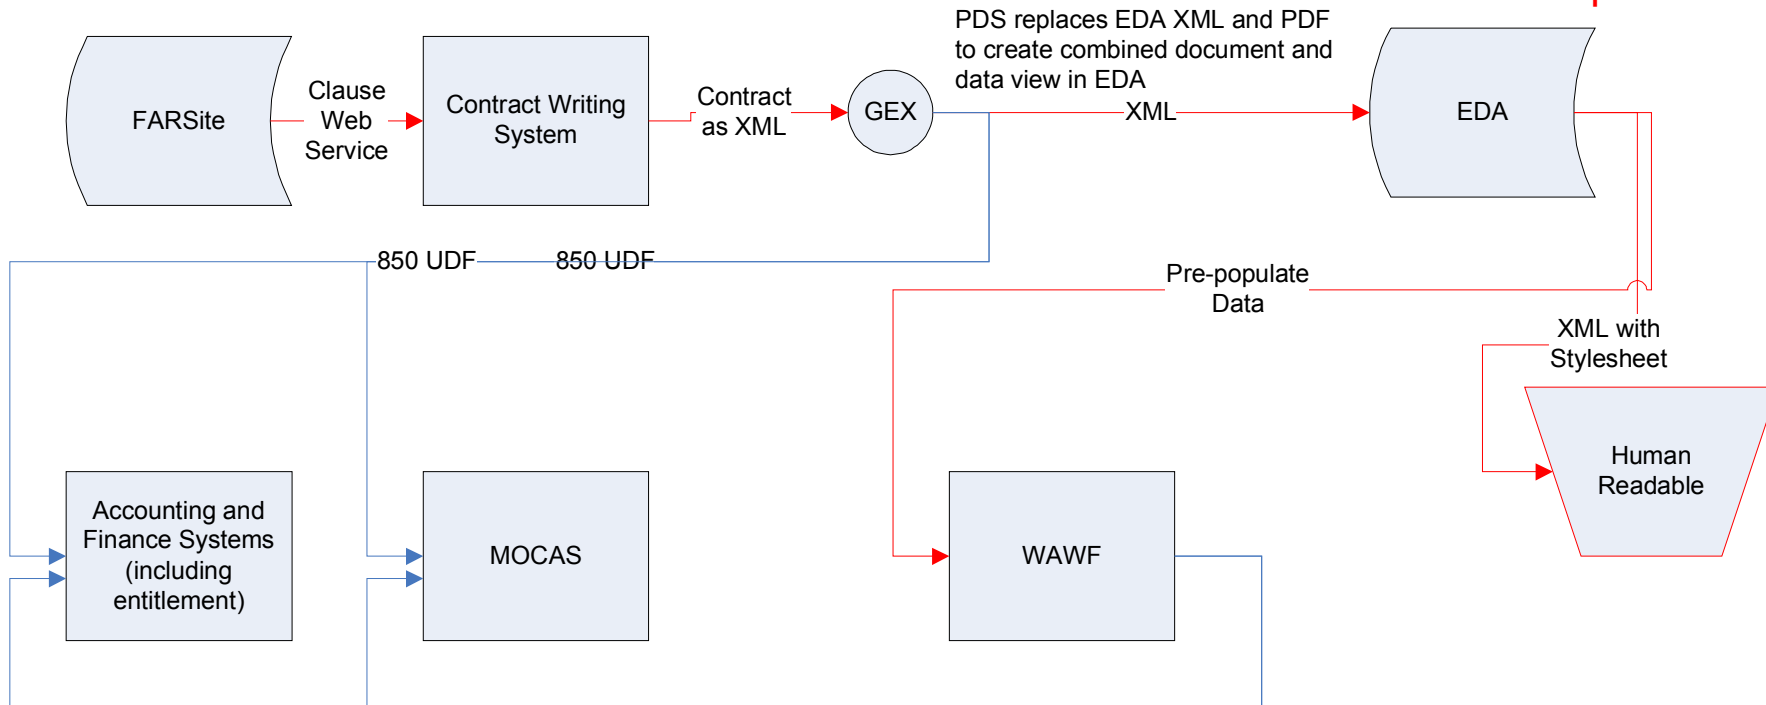 PDS replaces EDA XML and PDF
to create combined document and
data view in EDA
FARSite
Clause
Web
Service
Contract Writing
System
Contract
as XML
GEX
XML
EDA
850 UDF
850 UDF
Pre-populate
Data
XML with
Stylesheet
Human
Readable
Accounting and
Finance Systems
(including
entitlement)
MOCAS
WAWF